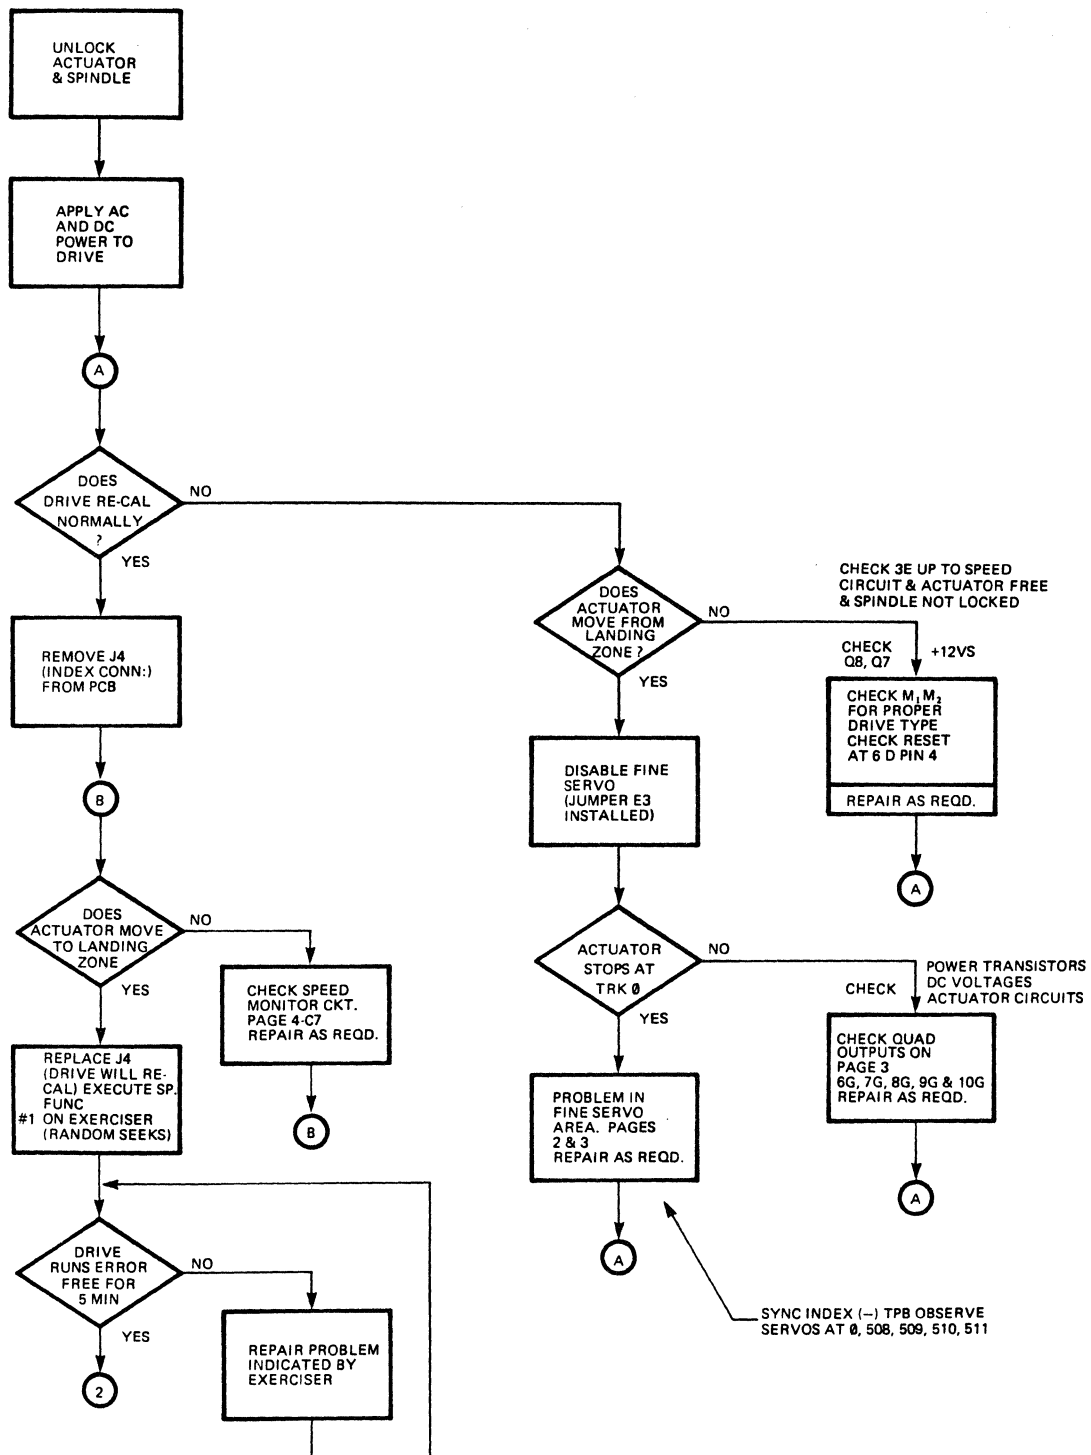 UNLOCK
ACTUATOR
& SPINDLE
APPLY AC
AND DC
POWER TO
DRIVE
A
DOES
DRIVE RE-CAL
NORMALLY
?
NO
YES
REMOVE J4
(INDEX CONN:)
FROM PCB
B
DOES
ACTUATOR MOVE
TO LANDING
ZONE
NO
YES
CHECK SPEED
MONITOR CKT.
PAGE 4-C7
REPAIR AS REQD.
B
REPLACE J4
(DRIVE WILL RE-
CAL) EXECUTE SP.
FUNC
#1 ON EXERCISER
(RANDOM SEEKS)
DRIVE
RUNS ERROR
FREE FOR
5 MIN
NO
YES
2
REPAIR PROBLEM
INDICATED BY
EXERCISER
DOES
ACTUATOR
MOVE FROM
LANDING
ZONE ?
NO
YES
CHECK 3E UP TO SPEED
CIRCUIT & ACTUATOR FREE
& SPINDLE NOT LOCKED
CHECK
Q8, Q7
+12VS
CHECK M1 M2
FOR PROPER
DRIVE TYPE
CHECK RESET
AT 6 D PIN 4
REPAIR AS REQD.
A
DISABLE FINE
SERVO
(JUMPER E3
INSTALLED)
ACTUATOR
STOPS AT
TRK 0
NO
YES
CHECK
POWER TRANSISTORS
DC VOLTAGES
ACTUATOR CIRCUITS
CHECK QUAD
OUTPUTS ON
PAGE 3
6G, 7G, 8G, 9G & 10G
REPAIR AS REQD.
A
PROBLEM IN
FINE SERVO
AREA. PAGES
2 & 3
REPAIR AS REQD.
A
SYNC INDEX (–) TPB OBSERVE
SERVOS AT 0, 508, 509, 510, 511